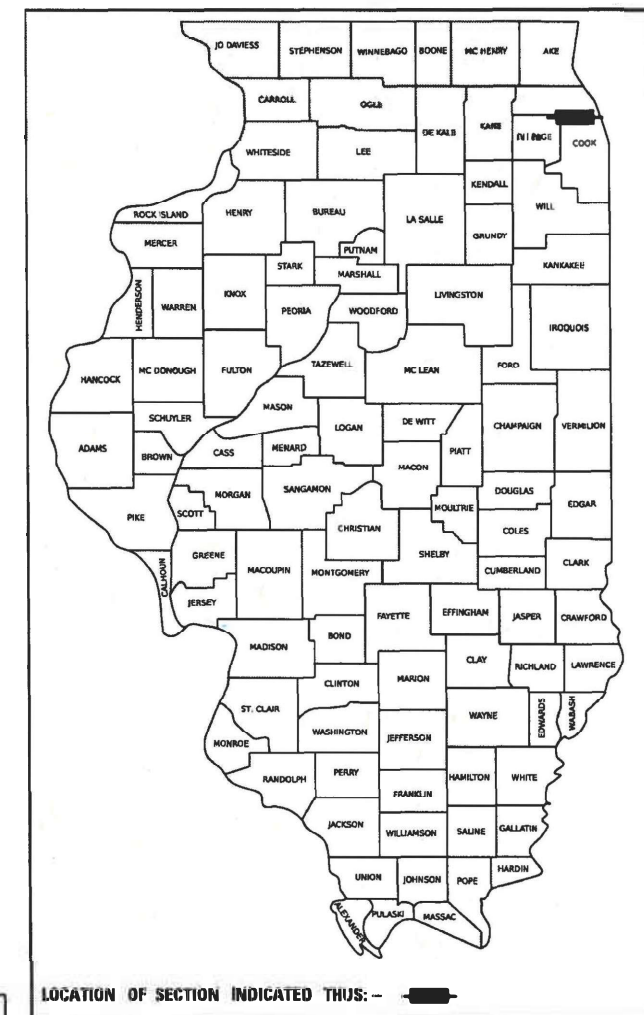 JO DAVIESS STEPHENSON WINNEBAGO BOONE MC HENRY AKE
CARROLL OGLE DE KALB KANE COOK
WHITESIDE LEE
KENDALL WILL
ROCK ISLAND HENRY BUREAU LA SALLE
MERCER PUTNAM GRUNDY
STARK MARSHALL KANKAKEE
HENDERSON WARREN KNOX PEORIA WOODFORD LIVINGSTON
IROQUOIS
HANCOCK MC DONOUGH FULTON TAZEWELL MC LEAN FORD
MASON
SCHUYLER LOGAN DE WITT CHAMPAIGN VERMILION
ADAMS BROWN CASS MENARD MACON PIATT
PIKE SCOTT MORGAN SANGAMON MOULTRIE DOUGLAS EDGAR
CHRISTIAN COLES
CALHOUN GREENE MACOUPIN MONTGOMERY SHELBY CUMBERLAND CLARK
JERSEY
FAYETTE EFFINGHAM JASPER CRAWFORD
MADISON BOND
CLAY RICHLAND LAWRENCE
CLINTON MARION
ST. CLAIR WAYNE EDWARDS WABASH
MONROE WASHINGTON JEFFERSON
RANDOLPH PERRY HAMILTON WHITE
FRANKLIN
JACKSON WILLIAMSON SALINE GALLATIN
UNION JOHNSON POPE HARDIN
ALEXANDER PULASKI MASSAC
LOCATION OF SECTION INDICATED THUS: -